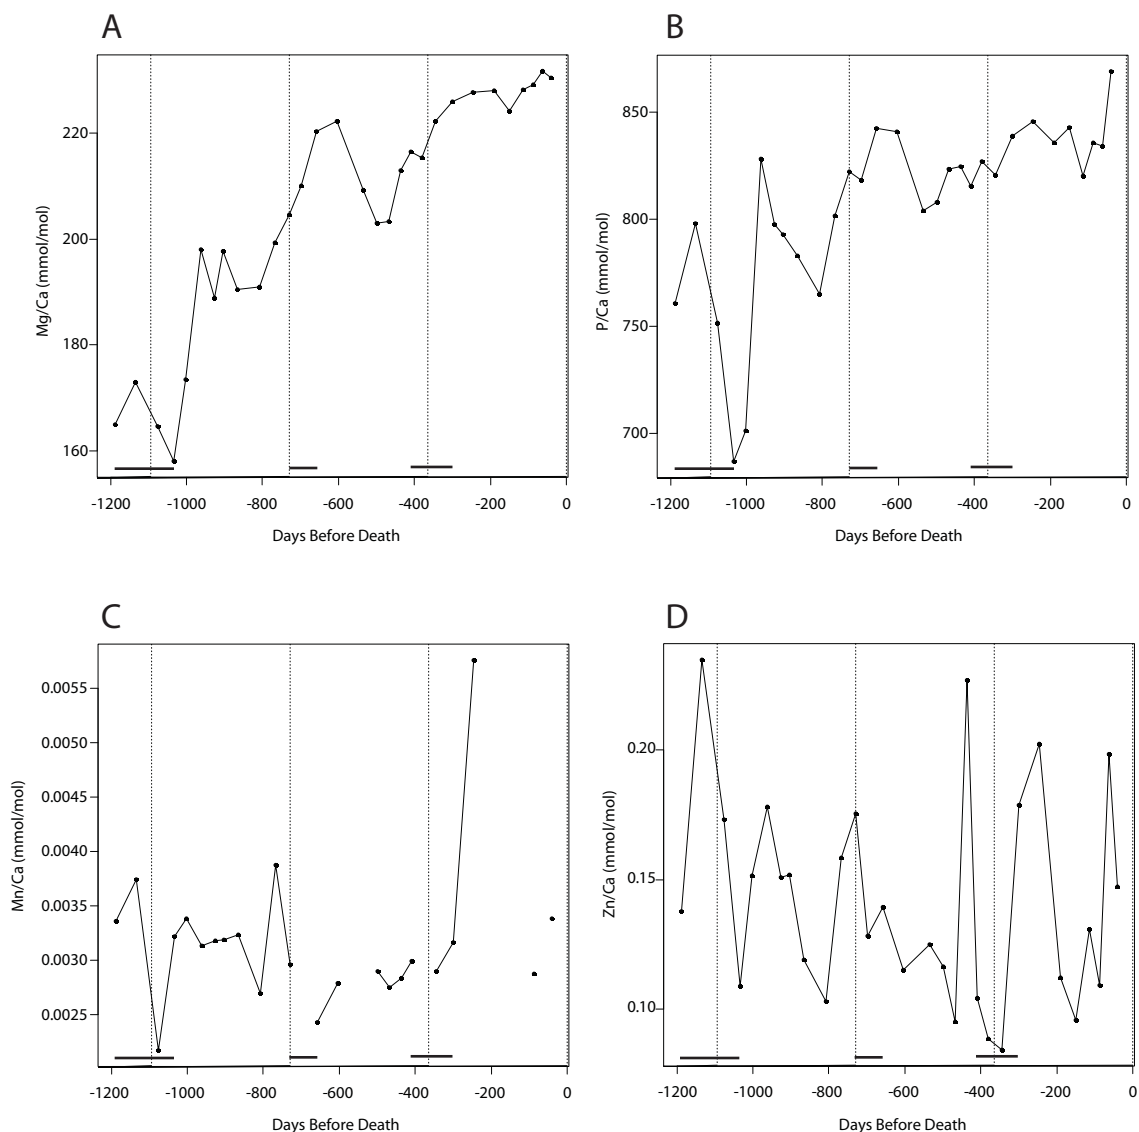 A
B
220
200
180
160
Mg/Ca (mmol/mol)
-1200 -1000 -800 -600 -400 -200 0
Days Before Death
850
800
750
700
P/Ca (mmol/mol)
-1200 -1000 -800 -600 -400 -200 0
Days Before Death
C
D
0.0055
0.0050
0.0045
0.0040
0.0035
0.0030
0.0025
Mn/Ca (mmol/mol)
-1200 -1000 -800 -600 -400 -200 0
Days Before Death
0.20
0.15
0.10
Zn/Ca (mmol/mol)
-1200 -1000 -800 -600 -400 -200 0
Days Before Death